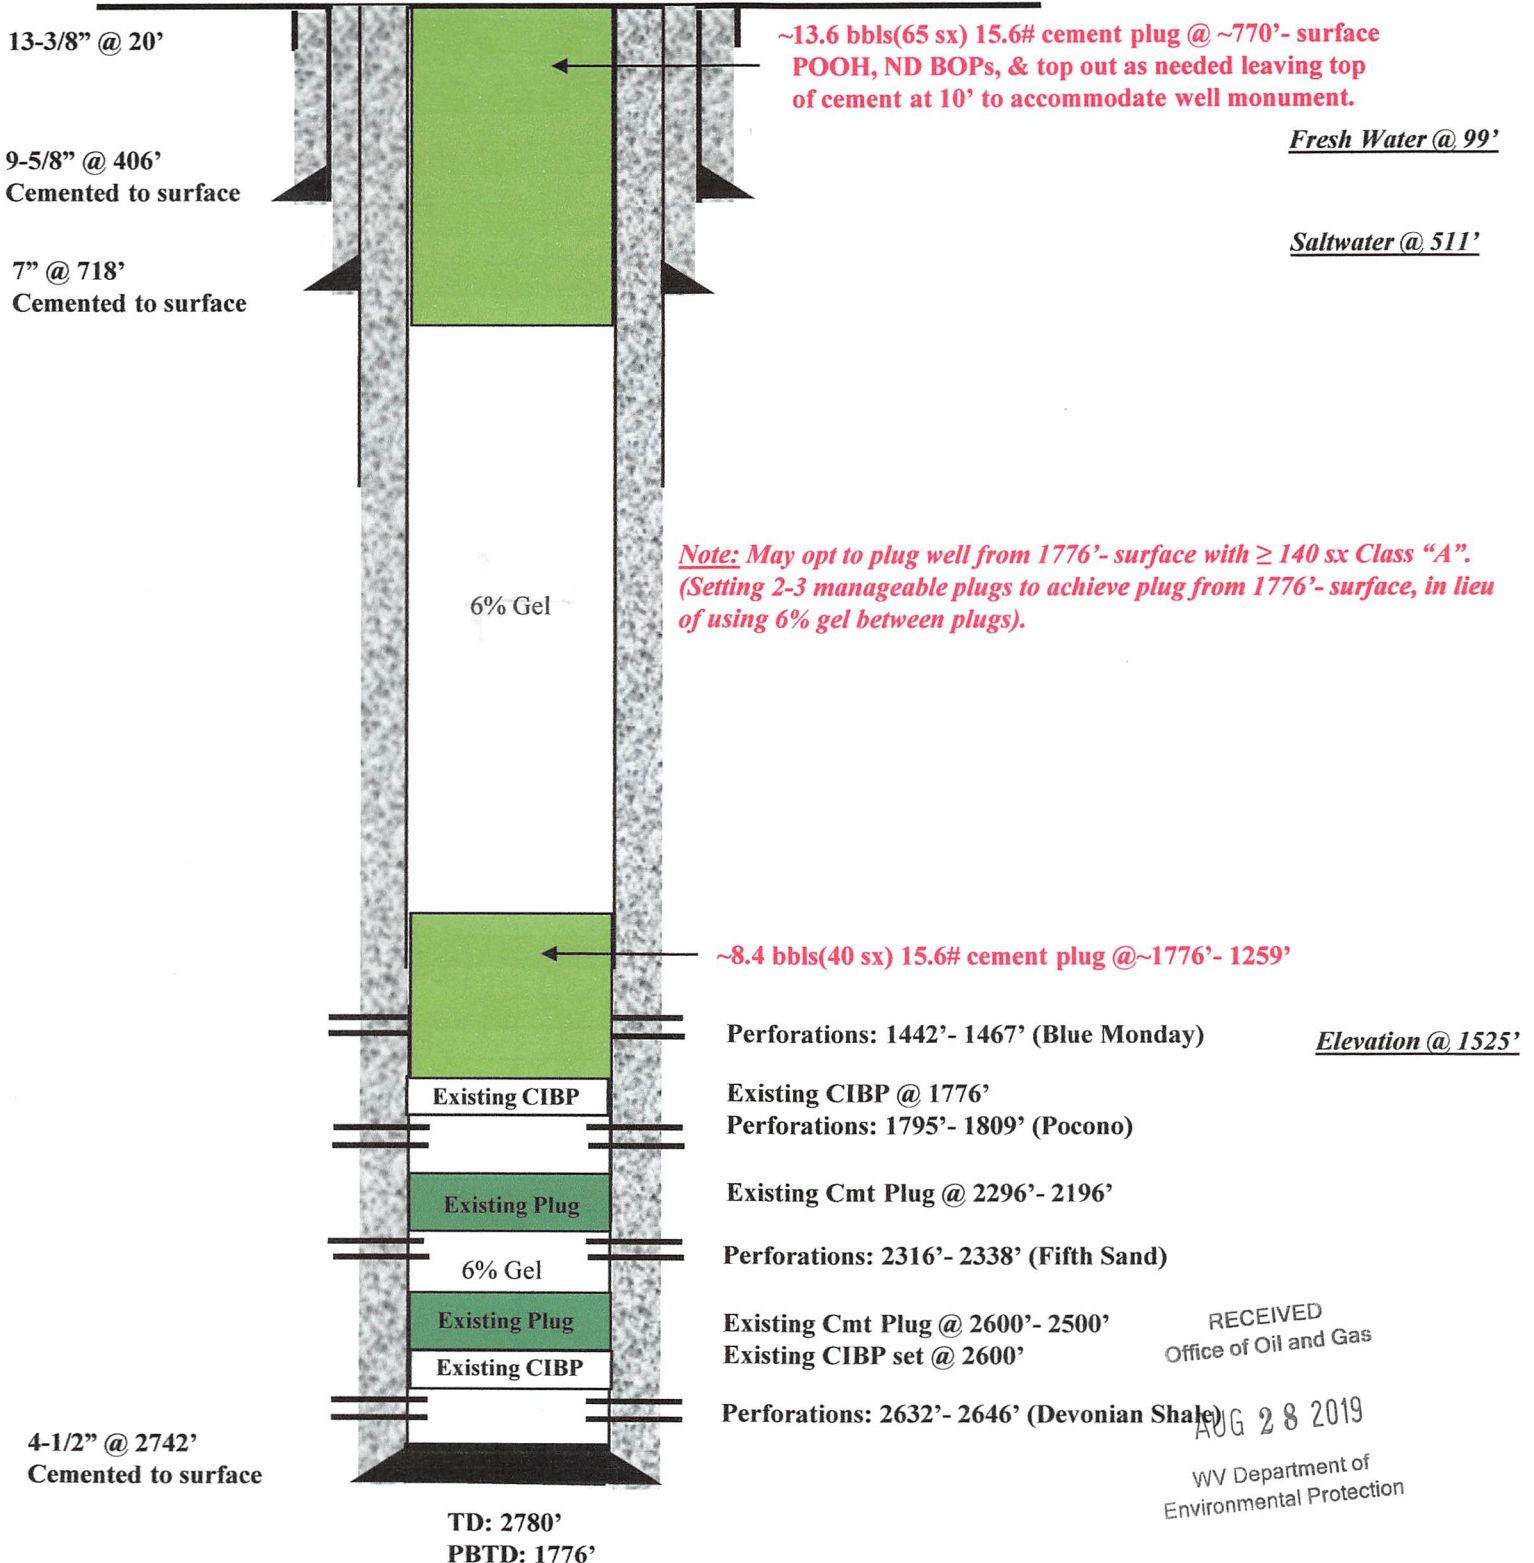 13-3/8” @ 20’
~13.6 bbls(65 sx) 15.6# cement plug @ ~770’- surface
POOH, ND BOPs, & top out as needed leaving top
of cement at 10’ to accommodate well monument.
Fresh Water @ 99’
9-5/8” @ 406’
Cemented to surface
Saltwater @ 511’
7” @ 718’
Cemented to surface
6% Gel
Note: May opt to plug well from 1776’- surface with ≥ 140 sx Class “A”.
(Setting 2-3 manageable plugs to achieve plug from 1776’- surface, in lieu
of using 6% gel between plugs).
~8.4 bbls(40 sx) 15.6# cement plug @~1776’- 1259’
Perforations: 1442’- 1467’ (Blue Monday)
Elevation @ 1525’
Existing CIBP
Existing CIBP @ 1776’
Perforations: 1795’- 1809’ (Pocono)
Existing Plug
Existing Cmt Plug @ 2296’- 2196’
Perforations: 2316’- 2338’ (Fifth Sand)
6% Gel
Existing Plug
Existing Cmt Plug @ 2600’- 2500’
Existing CIBP
Existing CIBP set @ 2600’
Perforations: 2632’- 2646’ (Devonian Shale)
RECEIVED
Office of Oil and Gas
AUG 28 2019
WV Department of
Environmental Protection
4-1/2” @ 2742’
Cemented to surface
TD: 2780’
PBTD: 1776’